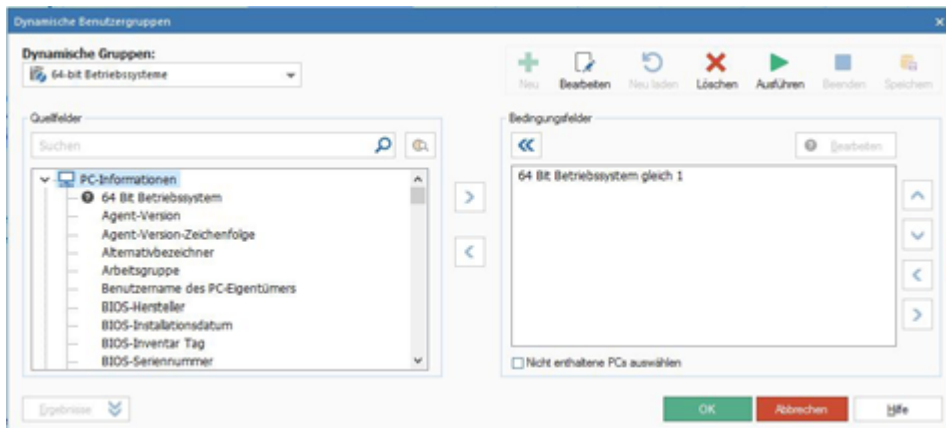 Dynamische Benutzergruppen
Dynamische Gruppen:
64-bit Betriebssysteme
Neu Bearbeiten Neu laden Löschen Ausführen Beenden Speichern
Quellfelder
Suchen
PC-Informationen
64 Bit Betriebssystem
Agent-Version
Agent-Version-Zeichenfolge
Alternativbezeichner
Arbeitsgruppe
Benutzername des PC-Eigentümers
BIOS-Hersteller
BIOS-Installationsdatum
BIOS-Inventar Tag
BIOS-Seriennummer
Bedingungsfelder
Bearbeiten
64 Bit Betriebssystem gleich 1
Nicht enthaltene PCs auswählen
Ergebnisse
OK Abbrechen Hilfe